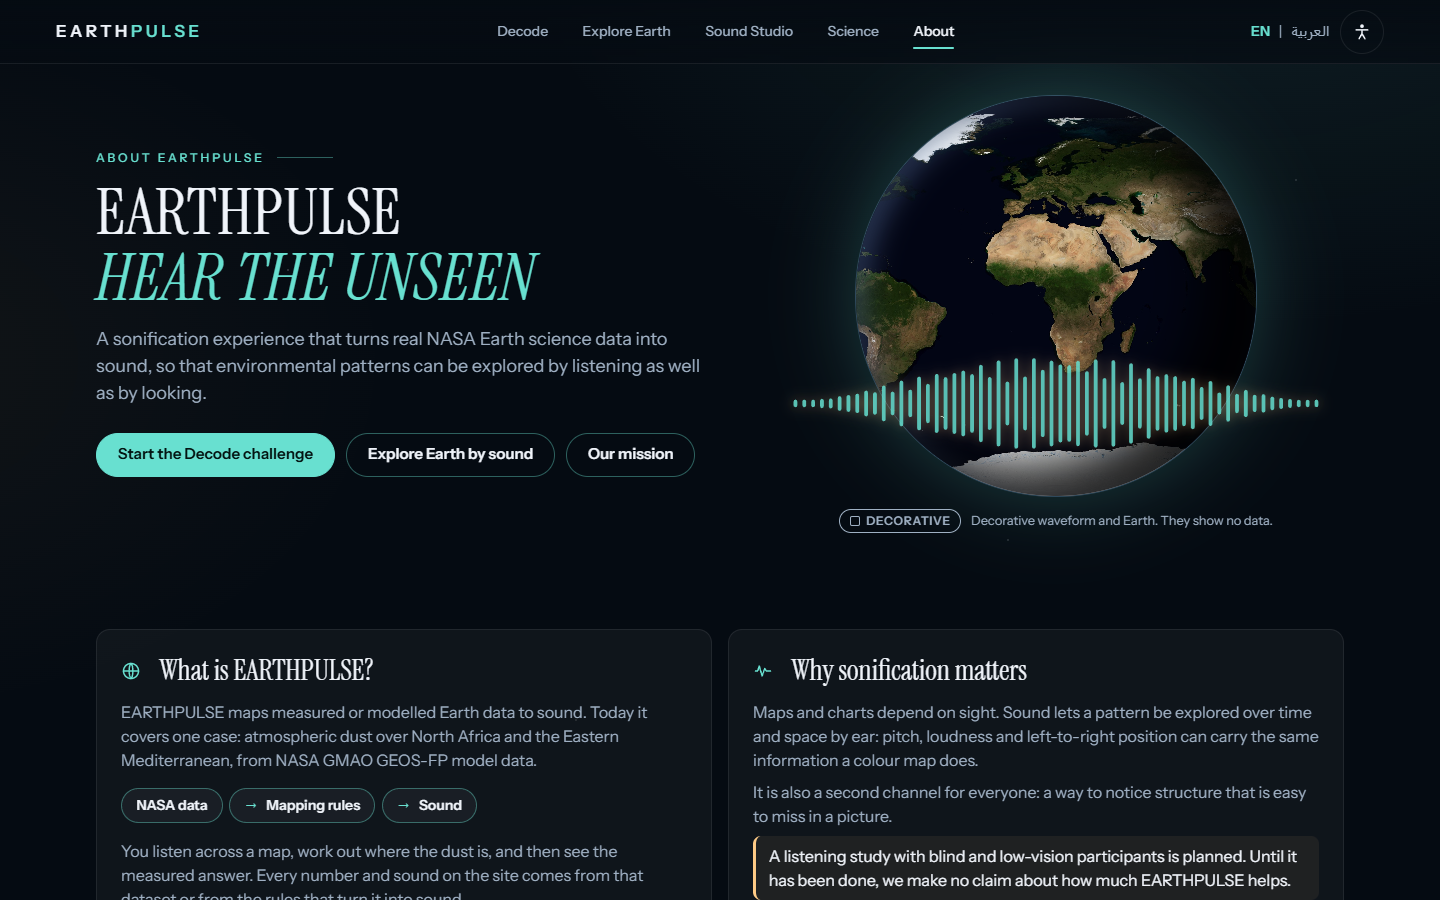 EARTHPULSE
Decode
Explore Earth
Sound Studio
Science
About
EN | العربية
ABOUT EARTHPULSE
EARTHPULSE
HEAR THE UNSEEN
A sonification experience that turns real NASA Earth science data into
sound, so that environmental patterns can be explored by listening as well
as by looking.
Start the Decode challenge
Explore Earth by sound
Our mission
DECORATIVE
Decorative waveform and Earth. They show no data.
What is EARTHPULSE?
EARTHPULSE maps measured or modelled Earth data to sound. Today it
covers one case: atmospheric dust over North Africa and the Eastern
Mediterranean, from NASA GMAO GEOS-FP model data.
NASA data
→ Mapping rules
→ Sound
You listen across a map, work out where the dust is, and then see the
measured answer. Every number and sound on the site comes from that
dataset or from the rules that turn it into sound.
Why sonification matters
Maps and charts depend on sight. Sound lets a pattern be explored over time
and space by ear: pitch, loudness and left-to-right position can carry the same
information a colour map does.
It is also a second channel for everyone: a way to notice structure that is easy
to miss in a picture.
A listening study with blind and low-vision participants is planned. Until it
has been done, we make no claim about how much EARTHPULSE helps.